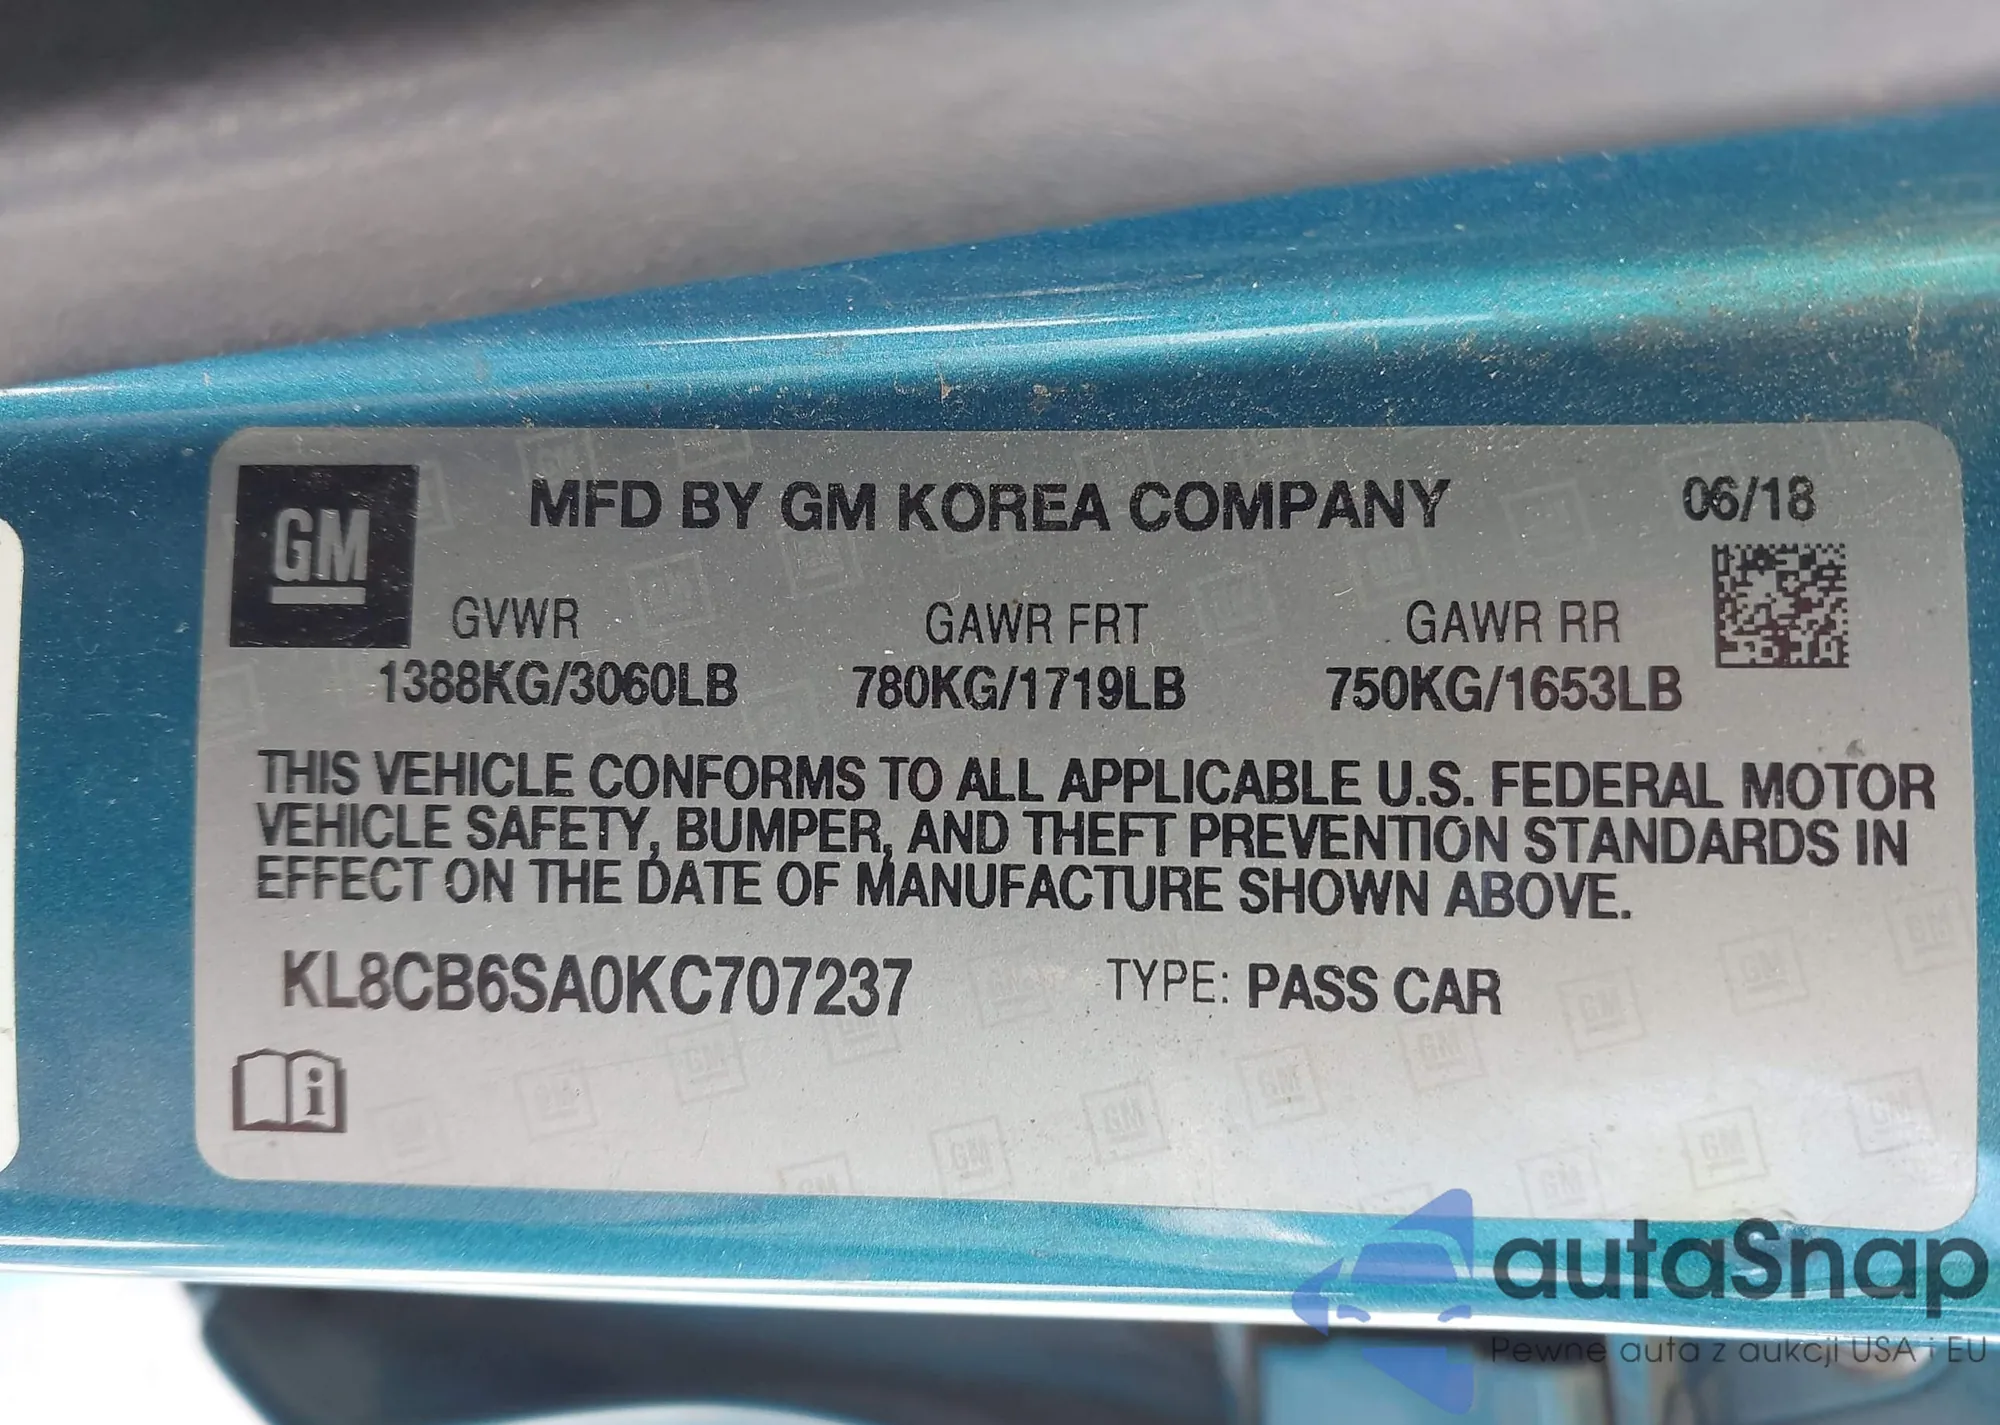 GM
MFD BY GM KOREA COMPANY
06/18
GVWR
GAWR FRT
GAWR RR
1388KG/3060LB
780KG/1719LB
750KG/1653LB
THIS VEHICLE CONFORMS TO ALL APPLICABLE U.S. FEDERAL MOTOR
VEHICLE SAFETY, BUMPER, AND THEFT PREVENTION STANDARDS IN
EFFECT ON THE DATE OF MANUFACTURE SHOWN ABOVE.
KL8CB6SA0KC707237
TYPE: PASS CAR
autaSnap
Pewne auta z aukcji USA i EU